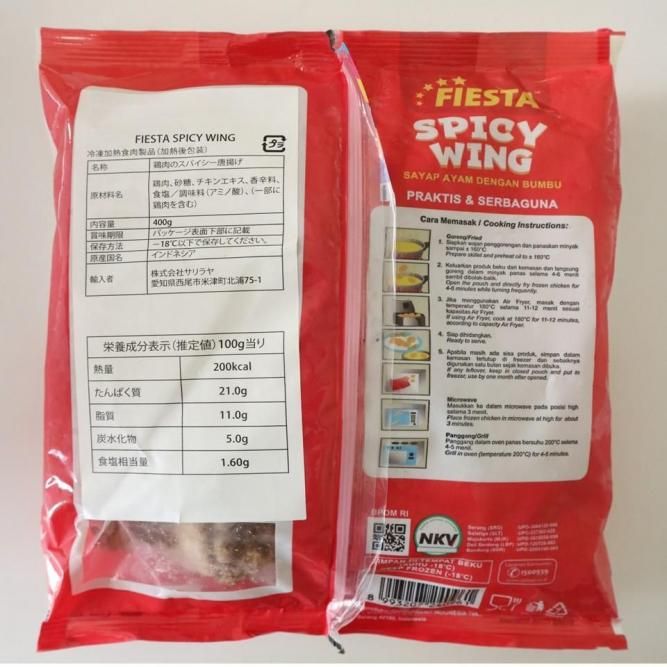 FIESTA SPICY WING
冷凍加熱食肉製品(加熱後包装)
名称 鶏肉のスパイシー唐揚げ
原材料名 鶏肉、砂糖、チキンエキス、香辛料、
食塩/調味料(アミノ酸)、(一部に
鶏肉を含む)
内容量 400g
賞味期限 パッケージ表面下部に記載
保存方法 -18℃以下で保存してください。
原産国名 インドネシア
輸入者 株式会社サリラヤ
愛知県西尾市米津町北浦75-1
栄養成分表示(推定値)100g当り
熱量 200kcal
たんぱく質 21.0g
脂質 11.0g
炭水化物 5.0g
食塩相当量 1.60g
FIESTA
SPICY
WING
SAYAP AYAM DENGAN BUMBU
PRAKTIS & SERBAGUNA
Cara Memasak / Cooking Instructions:
Goreng/Fried
1. Siapkan wajan penggorengan dan panaskan minyak
sampai ± 160°C
Prepare skillet and preheat oil to ± 160°C
2. Keluarkan produk beku dari kemasan dan langsung
goreng dalam minyak panas selama 4-6 menit
sambil dibolak-balik.
Open the pouch and directly fry frozen chicken for
4-6 minutes while turning frequently.
3. Jika menggunakan Air Fryer, masak dengan
temperatur 180°C selama 11-12 menit sesuai
kapasitas Air Fryer.
If using Air Fryer, cook at 180°C for 11-12 minutes,
according to capacity Air Fryer.
4. Siap dihidangkan.
Ready to serve.
5. Apabila masih ada sisa produk, simpan dalam
kemasan tertutup di freezer dan sebaiknya
digunakan satu bulan sejak kemasan dibuka.
If any leftover, keep in closed pouch and put to
freezer, use by one month after opened.
Microwave
Masukkan ke dalam microwave pada posisi high
selama 3 menit.
Place frozen chicken in microwave at high for about
3 minutes.
Panggang/Grill
Panggang dalam oven panas bersuhu 200°C selama
4-5 menit.
Grill in oven (temperature 200°C) for 4-5 minutes.
BPOM RI
NKV
TEMPAT BEKU
FROZEN (-18°C)